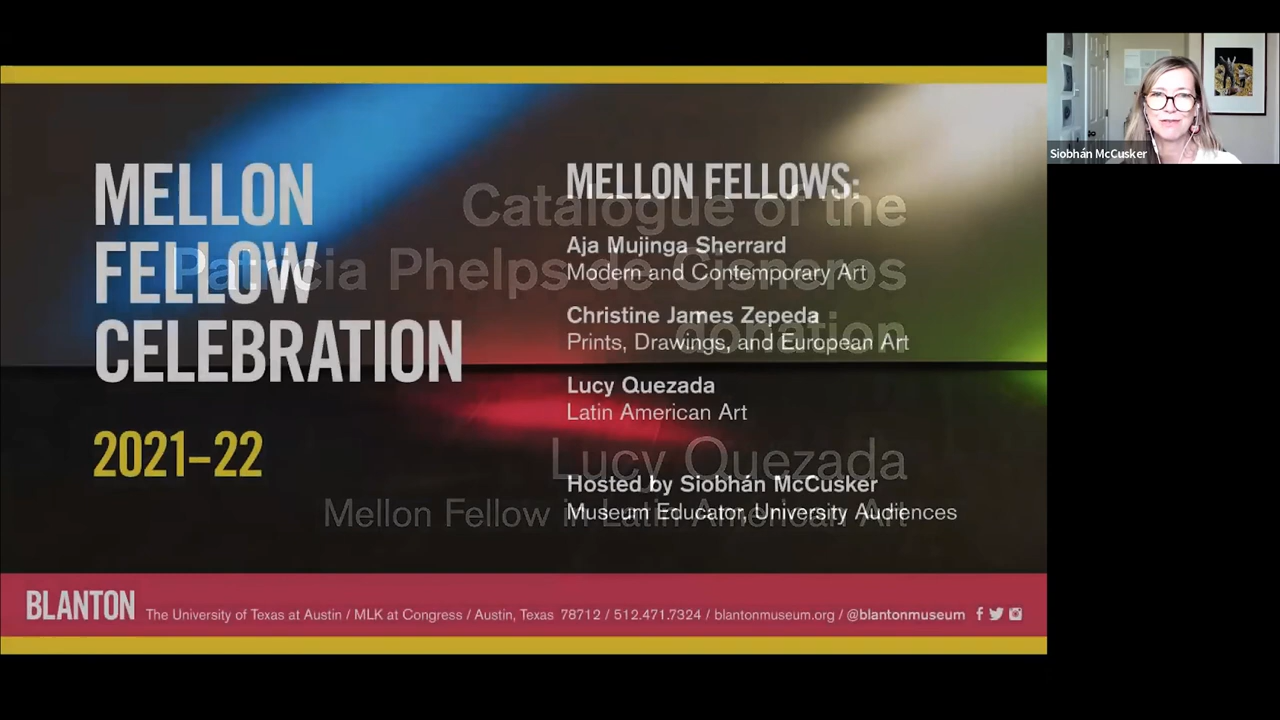 MELLON
FELLOW
CELEBRATION
2021–22
MELLON FELLOWS:
Aja Mujinga Sherrard
Modern and Contemporary Art
Christine James Zepeda
Prints, Drawings, and European Art
Lucy Quezada
Latin American Art
Hosted by Siobhán McCusker
Museum Educator, University Audiences
Catalogue of the
Patricia Phelps de Cisneros
donation
Lucy Quezada
Mellon Fellow in Latin American Art
BLANTON The University of Texas at Austin / MLK at Congress / Austin, Texas 78712 / 512.471.7324 / blantonmuseum.org / @blantonmuseum
Siobhán McCusker